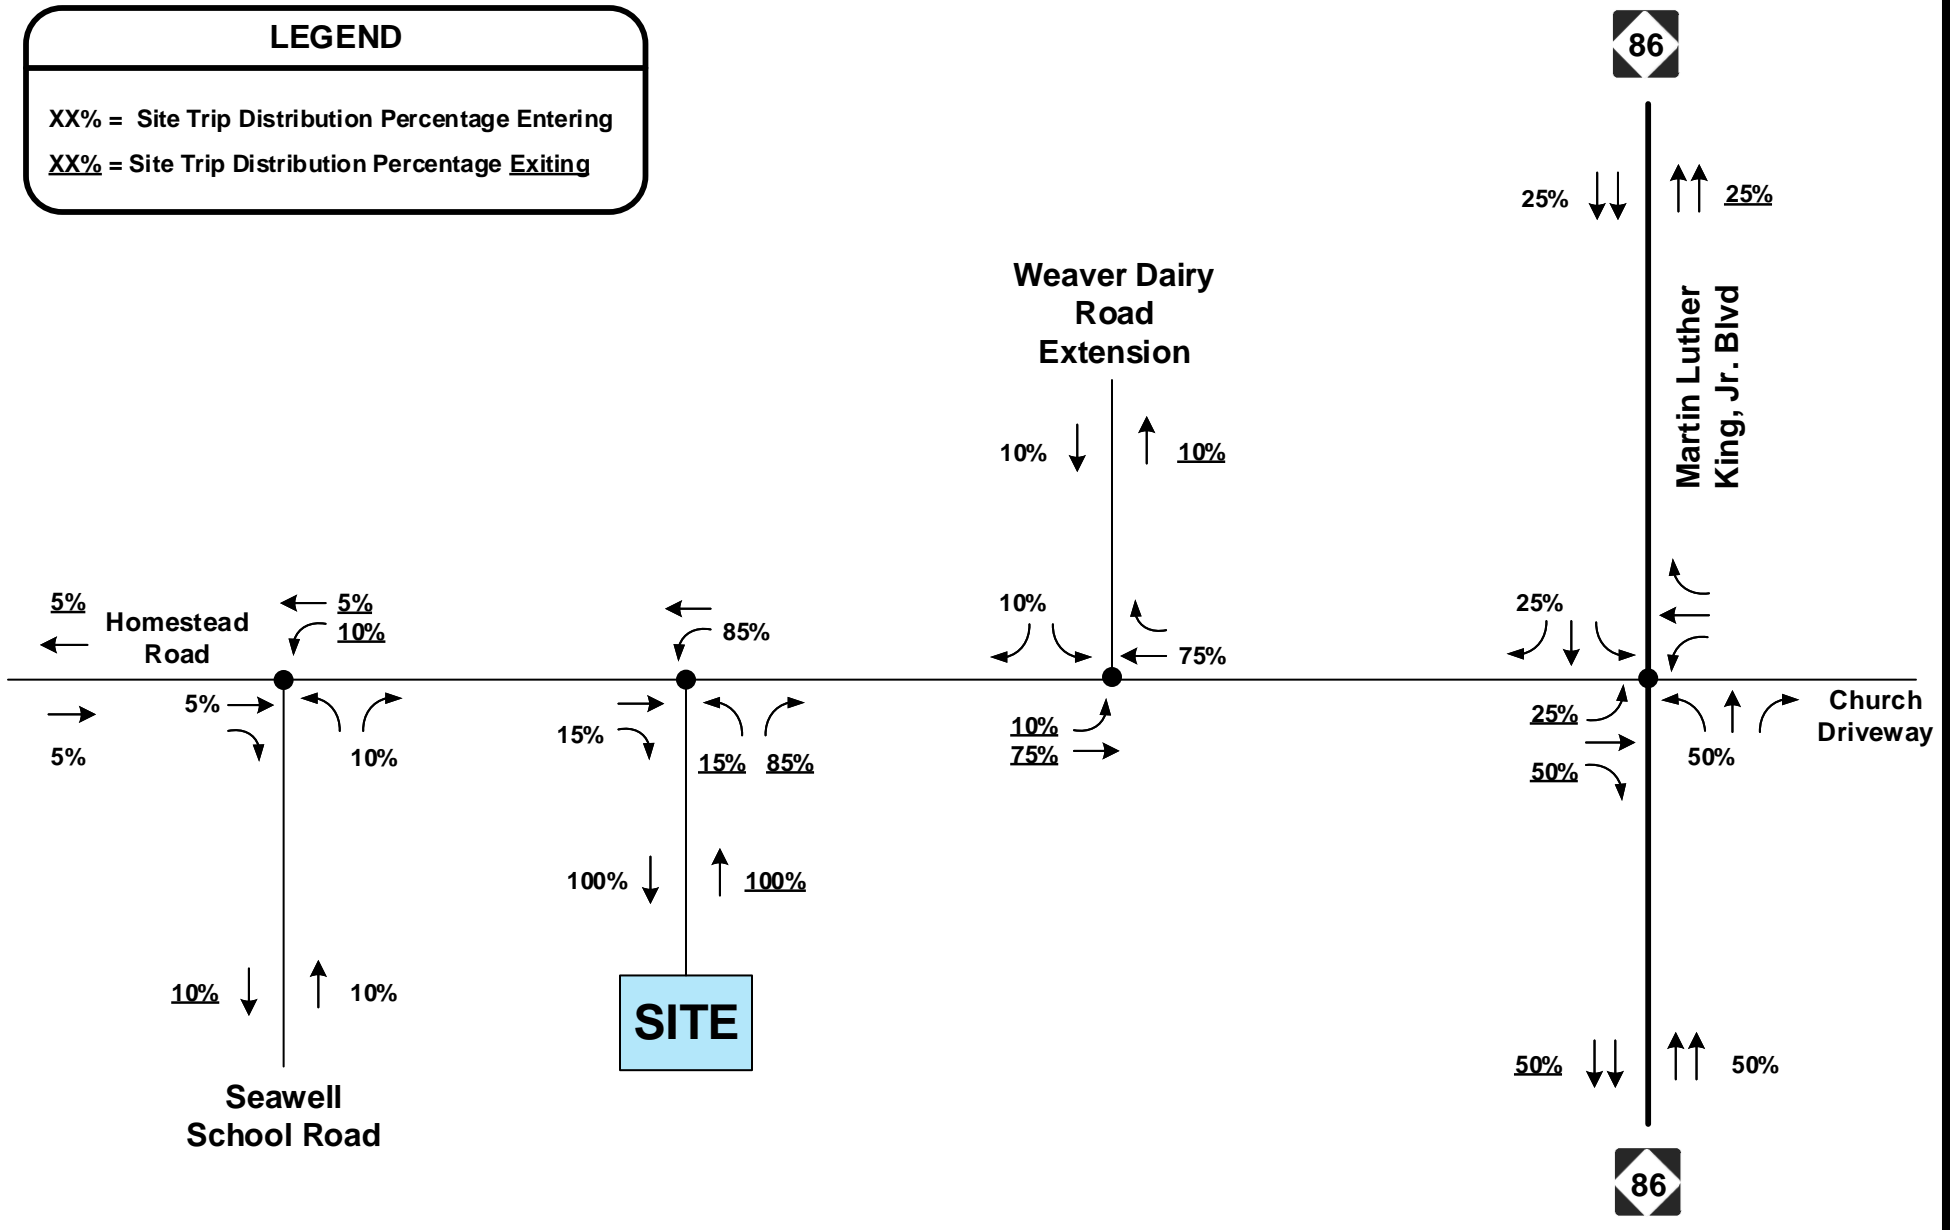 LEGEND
XX% = Site Trip Distribution Percentage Entering
XX% = Site Trip Distribution Percentage Exiting
86
25%
25%
Weaver Dairy
Road
Extension
Martin Luther
King, Jr. Blvd
10%
10%
5%
Homestead
Road
5%
10%
85%
10%
75%
25%
5%
5%
10%
15%
15%
85%
10%
75%
25%
50%
50%
Church
Driveway
100%
100%
10%
10%
SITE
50%
50%
Seawell
School Road
86